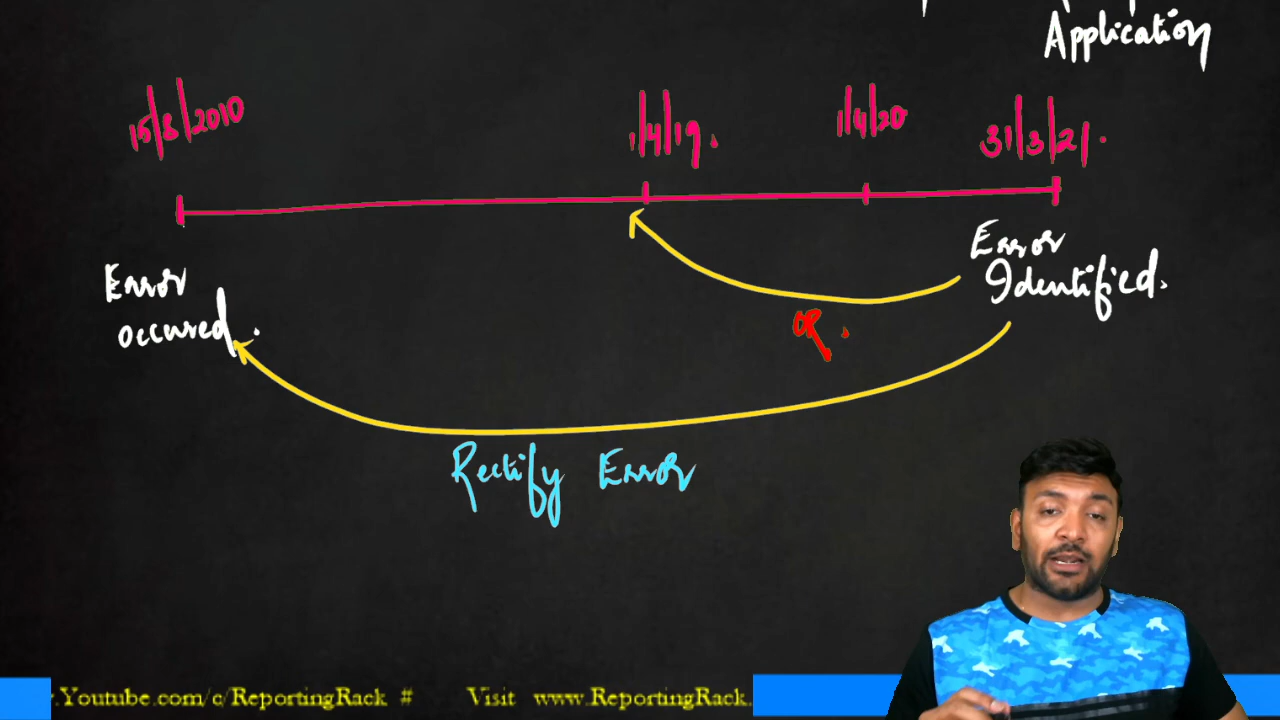 Application
15/8/2010
1/4/19.
1/4/20
31/3/21.
Error
Identified.
Error
occured.
OR.
Rectify Error
.Youtube.com/c/ReportingRack # Visit www.ReportingRack.